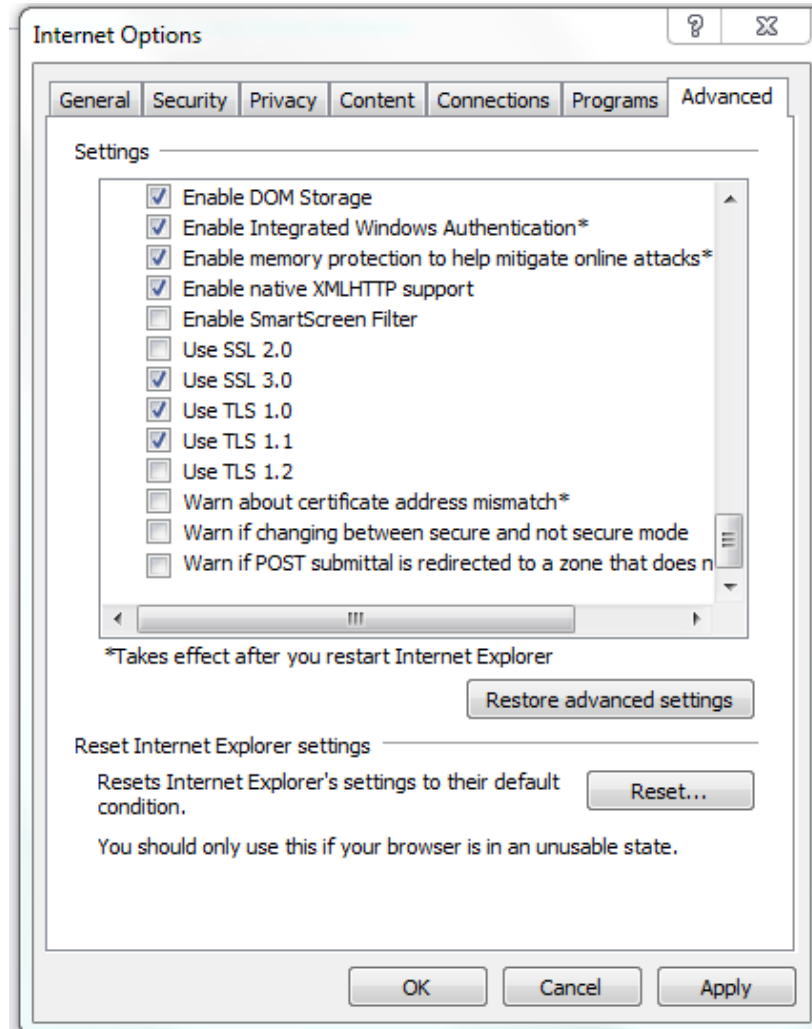 Internet Options
General Security Privacy Content Connections Programs Advanced
Settings
Enable DOM Storage
Enable Integrated Windows Authentication*
Enable memory protection to help mitigate online attacks*
Enable native XMLHTTP support
Enable SmartScreen Filter
Use SSL 2.0
Use SSL 3.0
Use TLS 1.0
Use TLS 1.1
Use TLS 1.2
Warn about certificate address mismatch*
Warn if changing between secure and not secure mode
Warn if POST submittal is redirected to a zone that does n
*Takes effect after you restart Internet Explorer
Restore advanced settings
Reset Internet Explorer settings
Resets Internet Explorer's settings to their default
condition.
Reset...
You should only use this if your browser is in an unusable state.
OK Cancel Apply